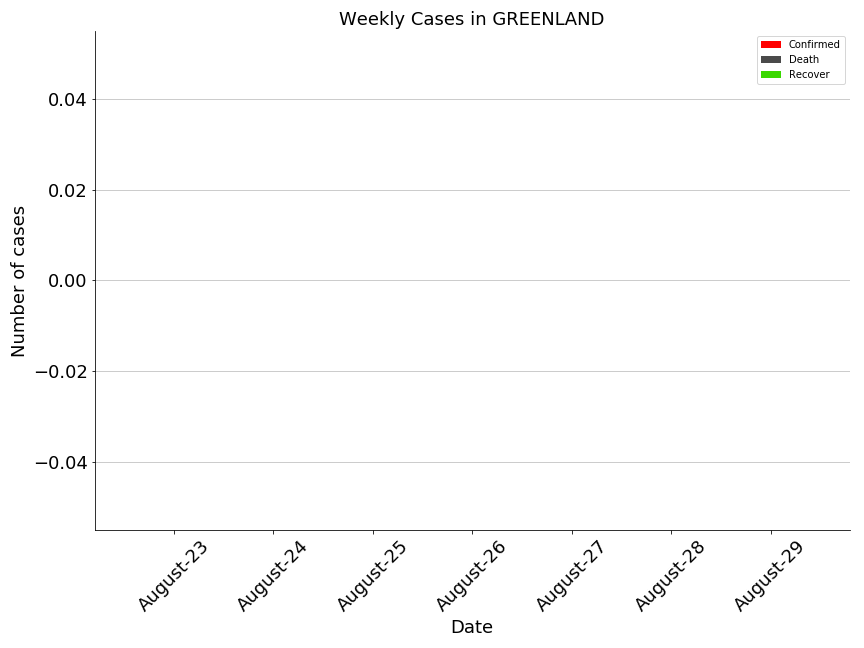 Weekly Cases in GREENLAND
Confirmed
Death
Recover
Number of cases
0.04
0.02
0.00
−0.02
−0.04
August-23
August-24
August-25
August-26
August-27
August-28
August-29
Date